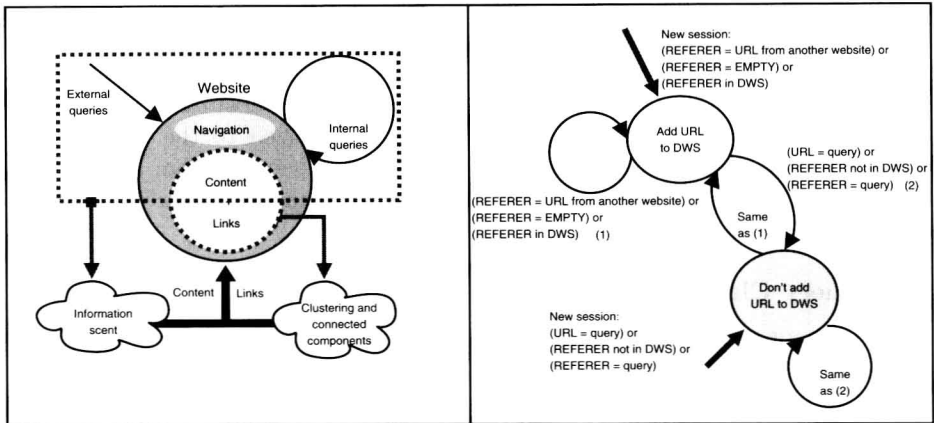 External
queries
Website
Navigation
Internal
queries
Content
Links
Content
Links
Information
scent
Clustering and
connected
components
New session:
(REFERER = URL from another website) or
(REFERER = EMPTY) or
(REFERER in DWS)
Add URL
to DWS
(URL = query) or
(REFERER not in DWS) or
(REFERER = query) (2)
(REFERER = URL from another website) or
(REFERER = EMPTY) or
(REFERER in DWS) (1)
Same
as (1)
Don't add
URL to DWS
New session:
(URL = query) or
(REFERER not in DWS) or
(REFERER = query)
Same
as (2)